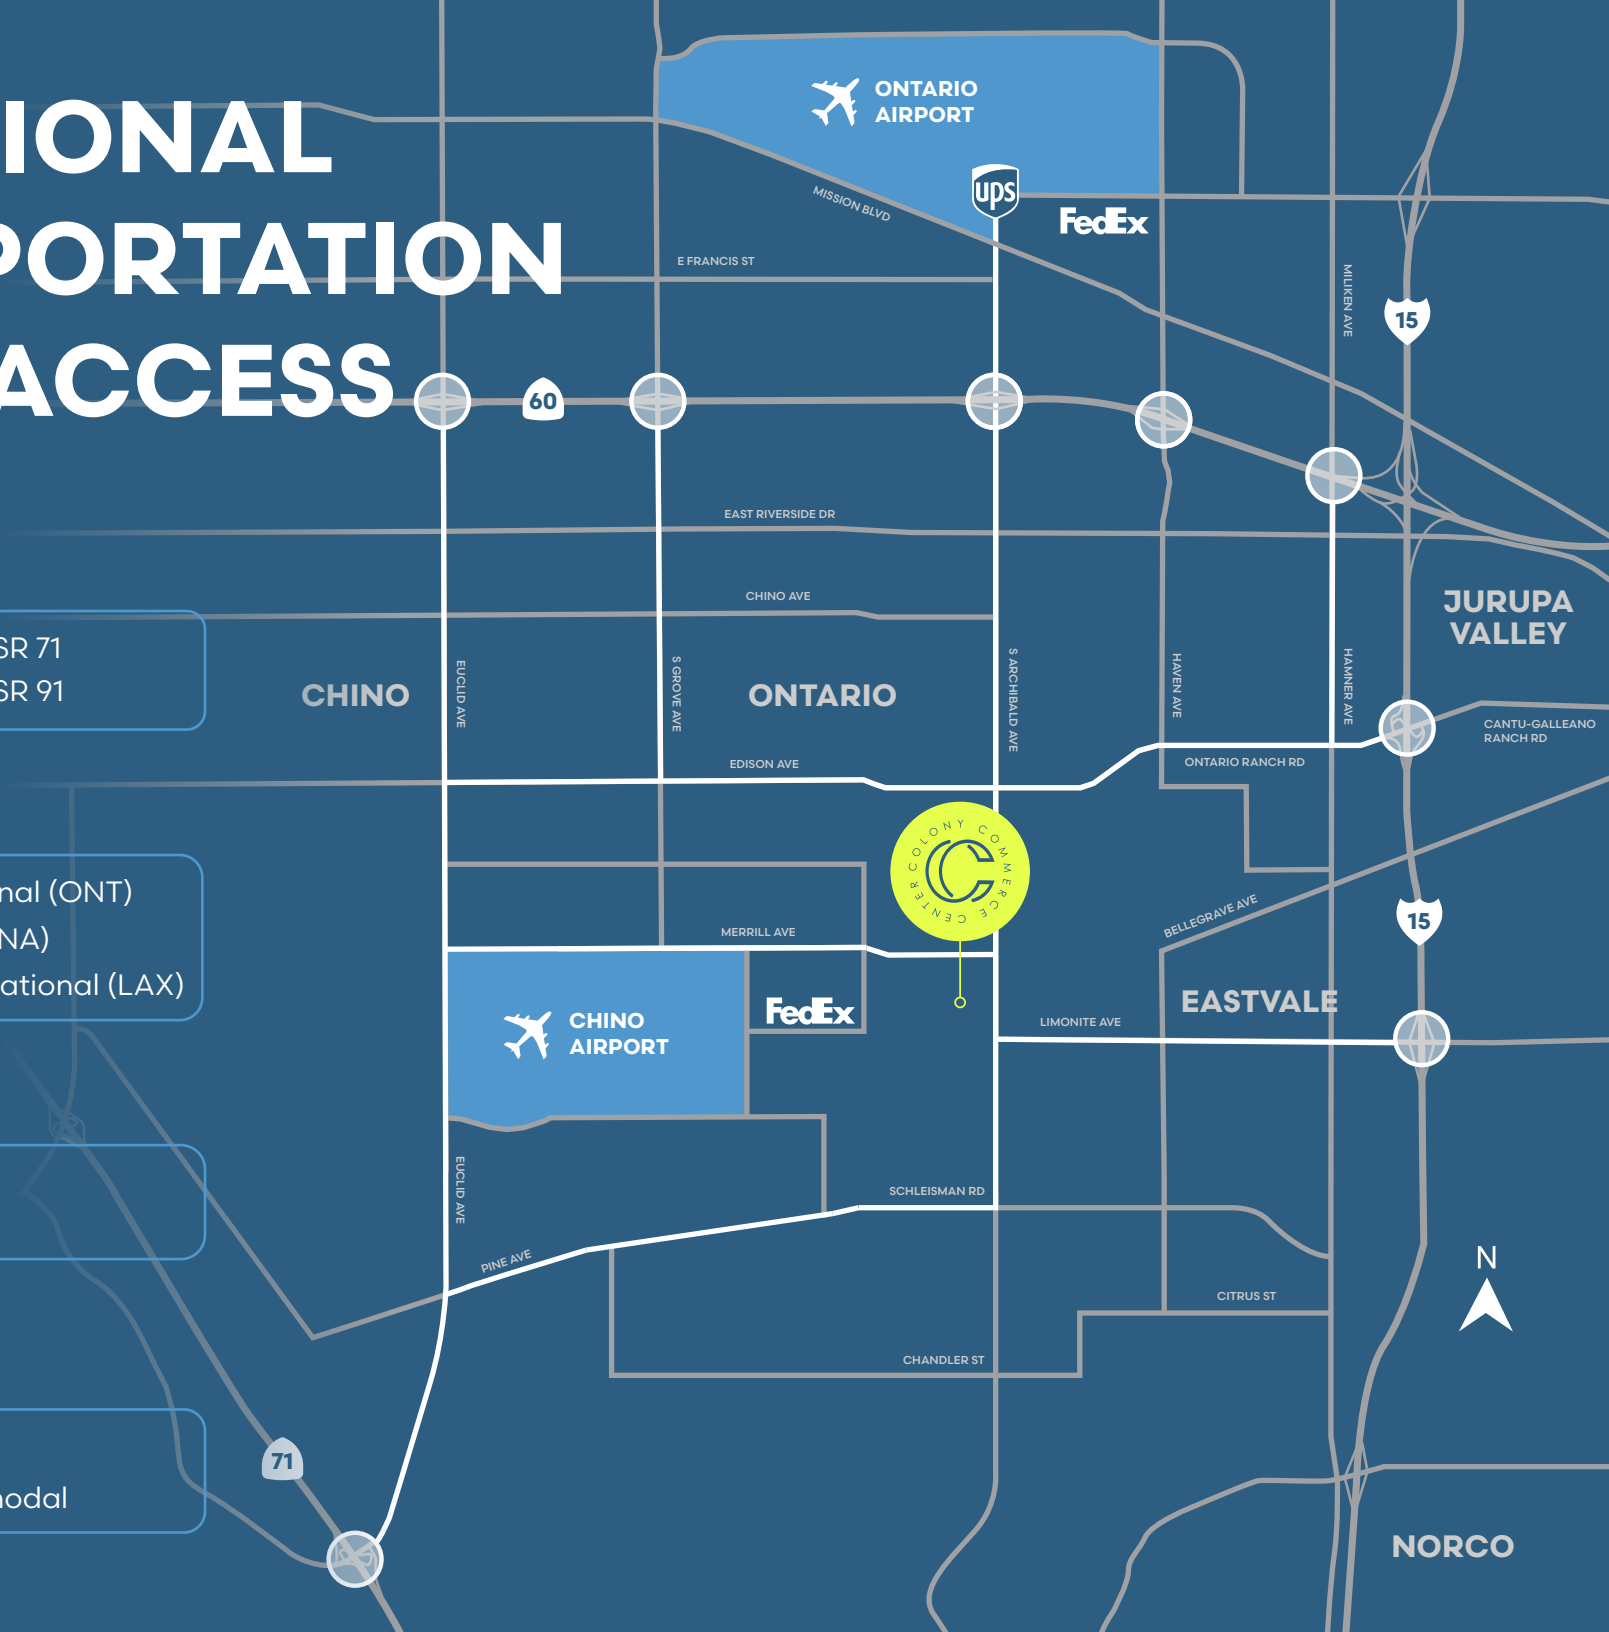 IONAL
PORTATION
ACCESS
ONTARIO
AIRPORT
ups
FedEx
MISSION BLVD
E FRANCIS ST
MILIKEN AVE
15
60
EAST RIVERSIDE DR
CHINO AVE
JURUPA
VALLEY
SR 71
SR 91
CHINO
EUCLID AVE
S GROVE AVE
ONTARIO
S ARCHIBALD AVE
HAVEN AVE
HAMNER AVE
CANTU-GALLEANO
RANCH RD
EDISON AVE
ONTARIO RANCH RD
COLONY COMMERCE CENTER
nal (ONT)
NA)
ational (LAX)
MERRILL AVE
BELLEGRAVE AVE
15
EASTVALE
FedEx
CHINO
AIRPORT
LIMONITE AVE
EUCLID AVE
SCHLEISMAN RD
PINE AVE
N
CITRUS ST
CHANDLER ST
71
nodal
NORCO